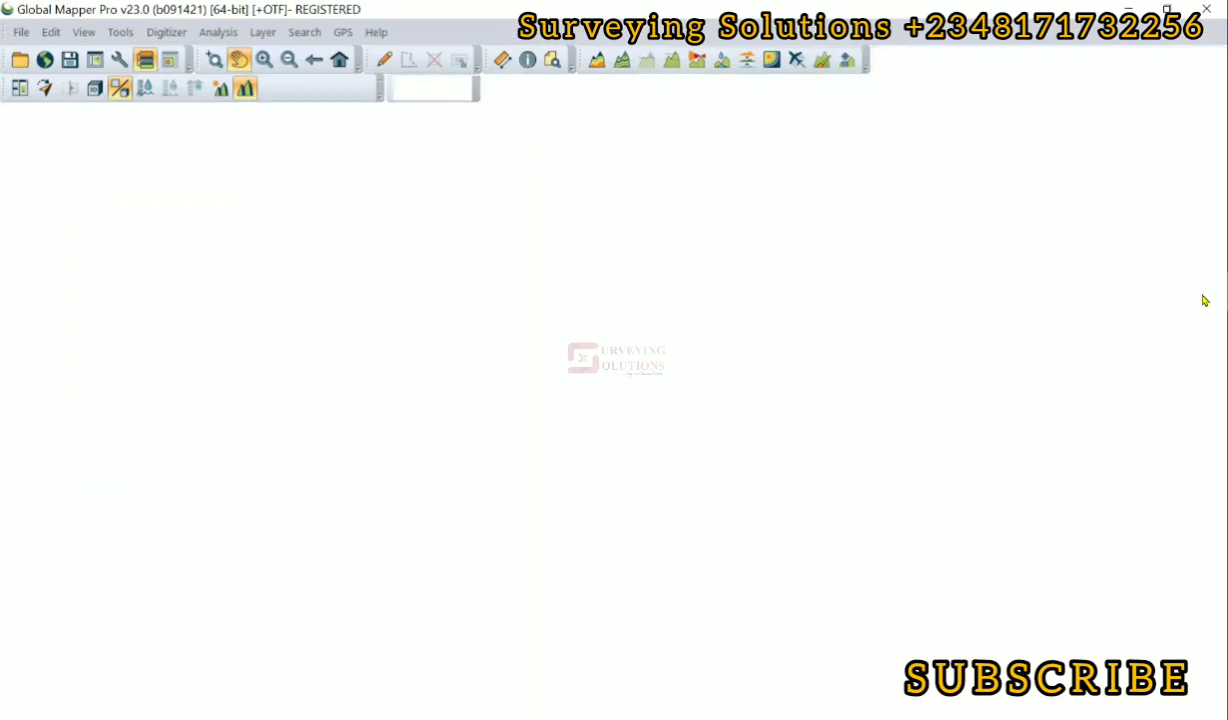 Global Mapper Pro v23.0 (b091421) [64-bit] [+OTF]- REGISTERED
Surveying Solutions +2348171732256
File Edit View Tools Digitizer Analysis Layer Search GPS Help
URVEYING
OLUTIONS
SUBSCRIBE